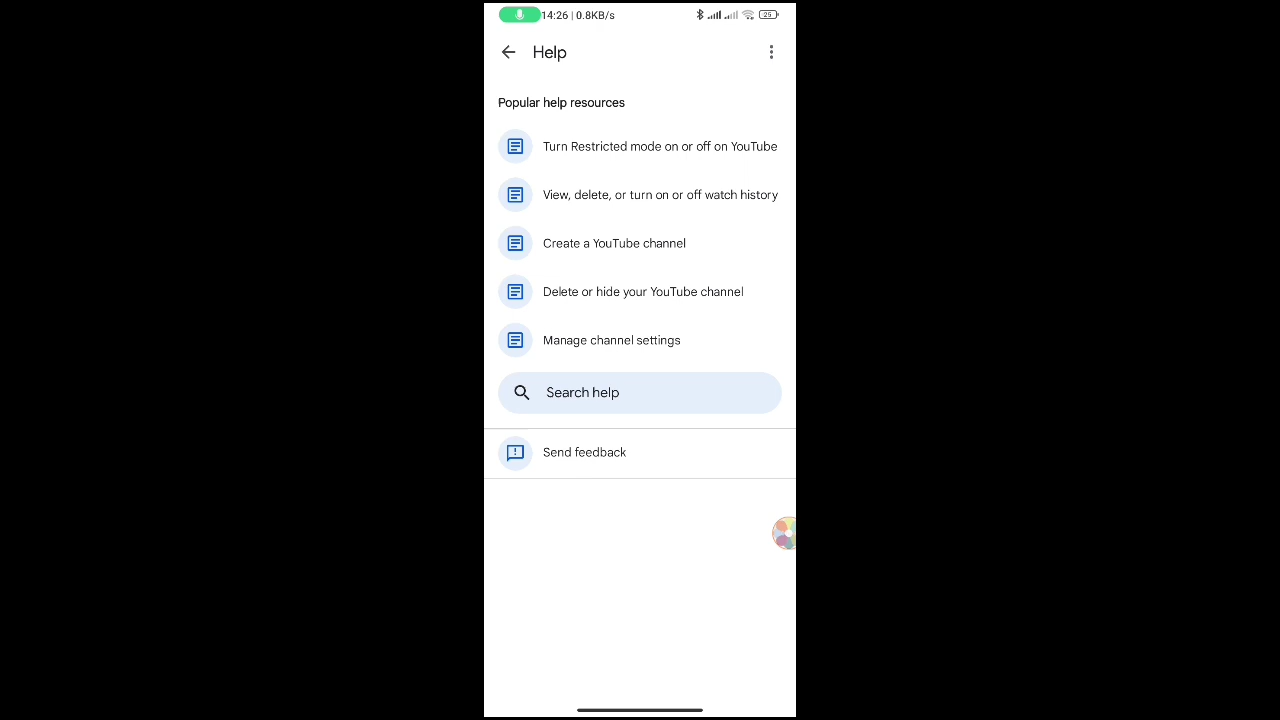 14:26 | 0.8KB/s 25
Help
Popular help resources
Turn Restricted mode on or off on YouTube
View, delete, or turn on or off watch history
Create a YouTube channel
Delete or hide your YouTube channel
Manage channel settings
Search help
Send feedback